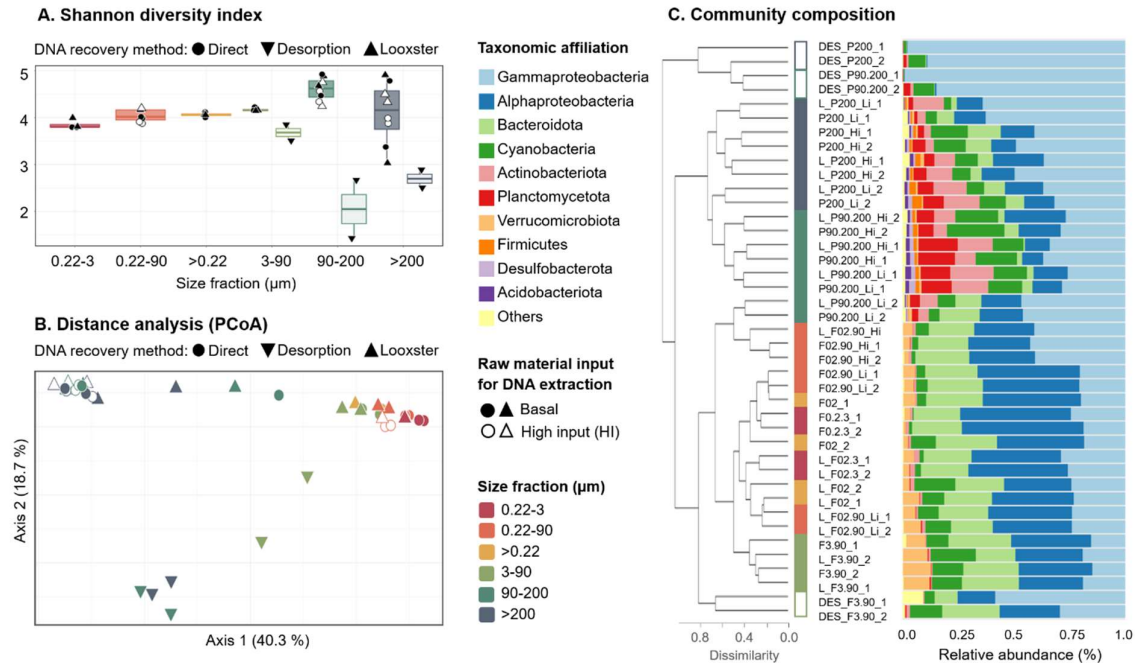 A. Shannon diversity index
DNA recovery method: Direct Desorption Looxster
5
4
3
2
0.22-3 0.22-90 >0.22 3-90 90-200 >200
Size fraction (µm)
B. Distance analysis (PCoA)
DNA recovery method: Direct Desorption Looxster
Axis 2 (18.7 %)
Axis 1 (40.3 %)
Taxonomic affiliation
Gammaproteobacteria
Alphaproteobacteria
Bacteroidota
Cyanobacteria
Actinobacteriota
Planctomycetota
Verrucomicrobiota
Firmicutes
Desulfobacterota
Acidobacteriota
Others
Raw material input
for DNA extraction
Basal
High input (HI)
Size fraction (µm)
0.22-3
0.22-90
>0.22
3-90
90-200
>200
C. Community composition
DES_P200_1
DES_P200_2
DES_P90.200_1
DES_P90.200_2
L_P200_Li_1
P200_Li_1
P200_Hi_1
P200_Hi_2
L_P200_Hi_1
L_P200_Hi_2
L_P200_Li_2
P200_Li_2
L_P90.200_Hi_2
P90.200_Hi_2
L_P90.200_Hi_1
P90.200_Hi_1
L_P90.200_Li_1
P90.200_Li_1
L_P90.200_Li_2
P90.200_Li_2
L_F02.90_Hi
F02.90_Hi_1
F02.90_Hi_2
F02.90_Li_1
F02.90_Li_2
F02_1
F0.2.3_1
F0.2.3_2
F02_2
L_F02.3_1
L_F02.3_2
L_F02_2
L_F02_1
L_F02.90_Li_1
L_F02.90_Li_2
F3.90_1
L_F3.90_2
F3.90_2
L_F3.90_1
DES_F3.90_1
DES_F3.90_2
0.8 0.4 0.0
Dissimilarity
0.0 0.25 0.5 0.75 1.0
Relative abundance (%)